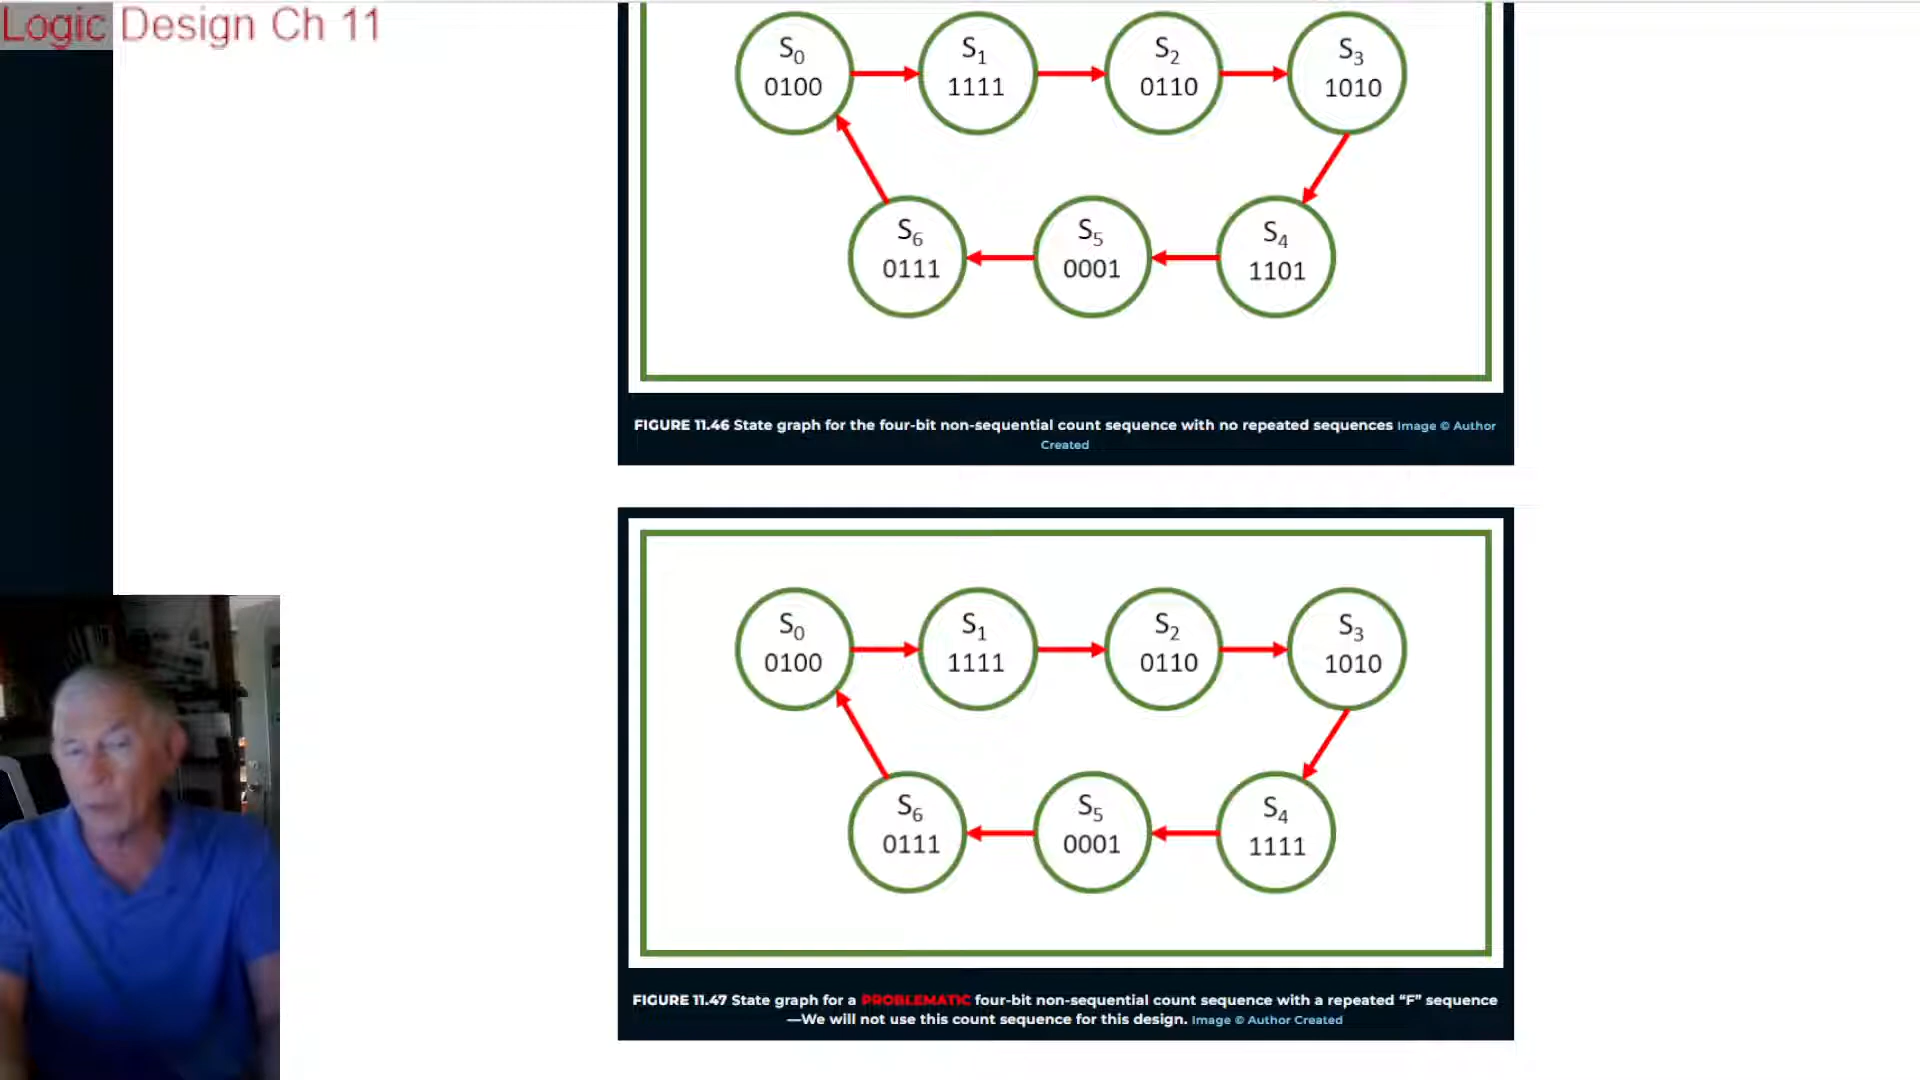 Logic Design Ch 11
S0 S1 S2 S3
0100 1111 0110 1010
S6 S5 S4
0111 0001 1101
FIGURE 11.46 State graph for the four-bit non-sequential count sequence with no repeated sequences Image © Author
Created
S0 S1 S2 S3
0100 1111 0110 1010
S6 S5 S4
0111 0001 1111
FIGURE 11.47 State graph for a PROBLEMATIC four-bit non-sequential count sequence with a repeated “F” sequence
—We will not use this count sequence for this design. Image © Author Created